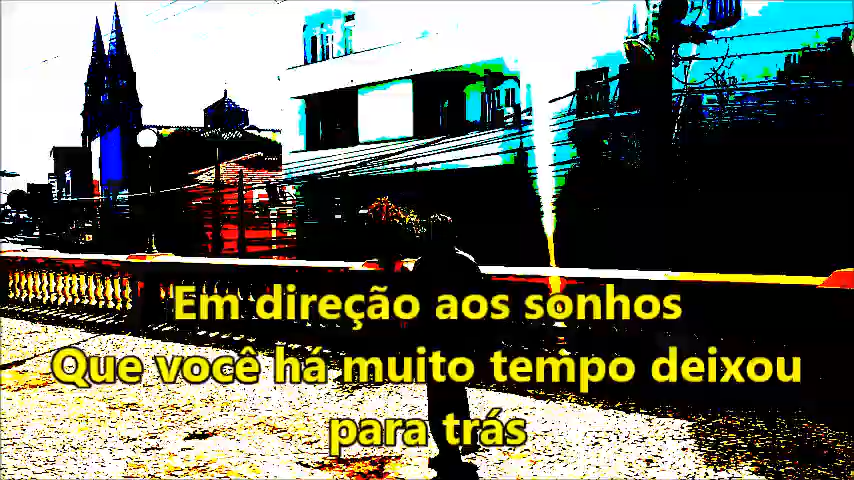 Em direção aos sonhos
Que você há muito tempo deixou
para trás